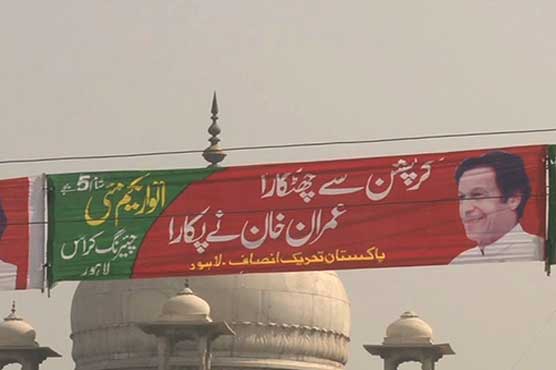 کرپشن سے چھٹکارا
عمران خان نے پکارا
پاکستان تحریک انصاف ۔ لاہور
شام 5 بجے
اتوار یکم مئی
چیئرنگ کراس
لاہور